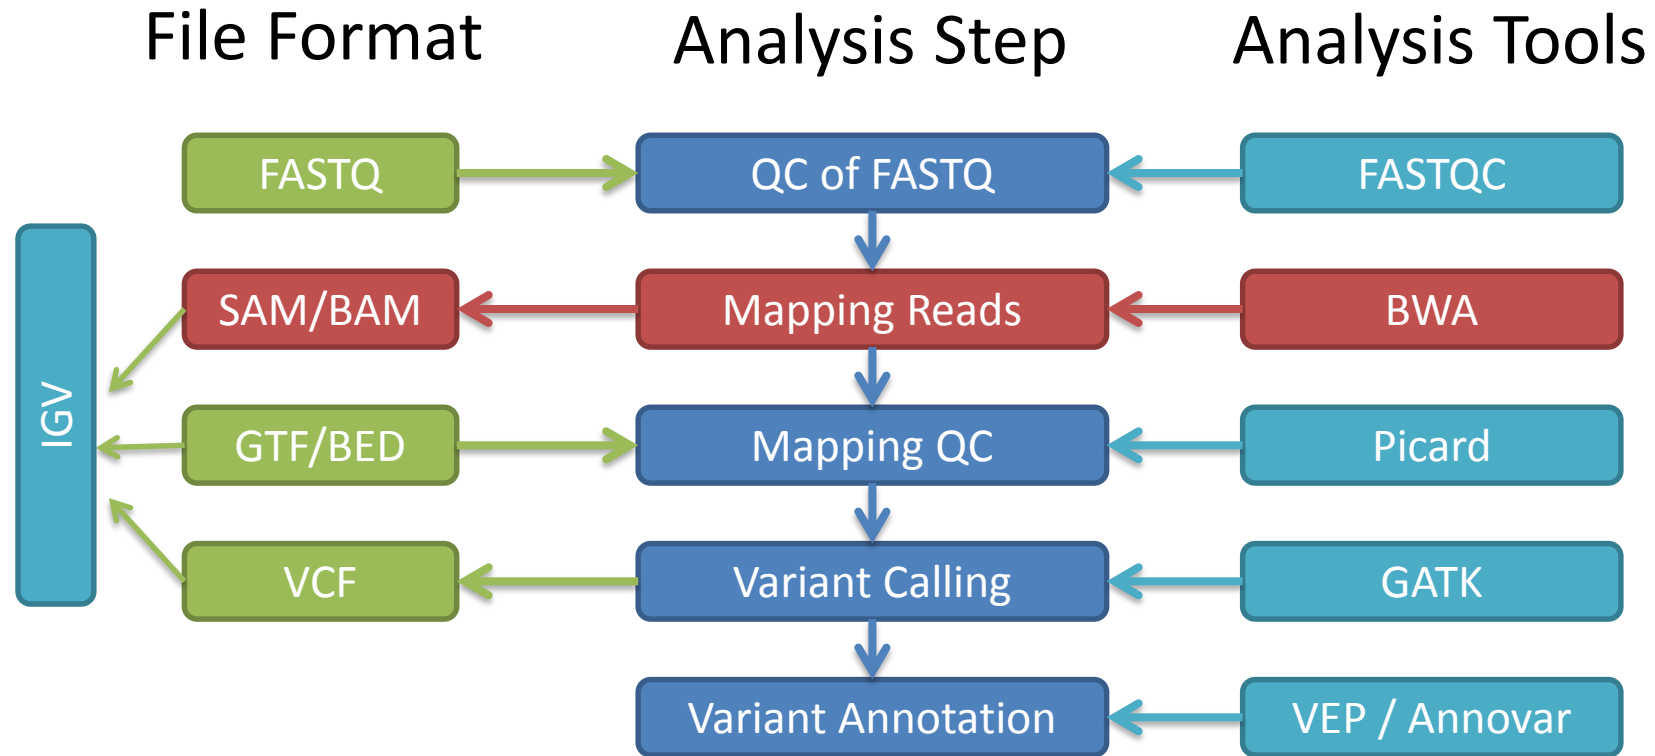 File Format
Analysis Step
Analysis Tools
FASTQ
QC of FASTQ
FASTQC
SAM/BAM
Mapping Reads
BWA
IGV
GTF/BED
Mapping QC
Picard
VCF
Variant Calling
GATK
Variant Annotation
VEP / Annovar